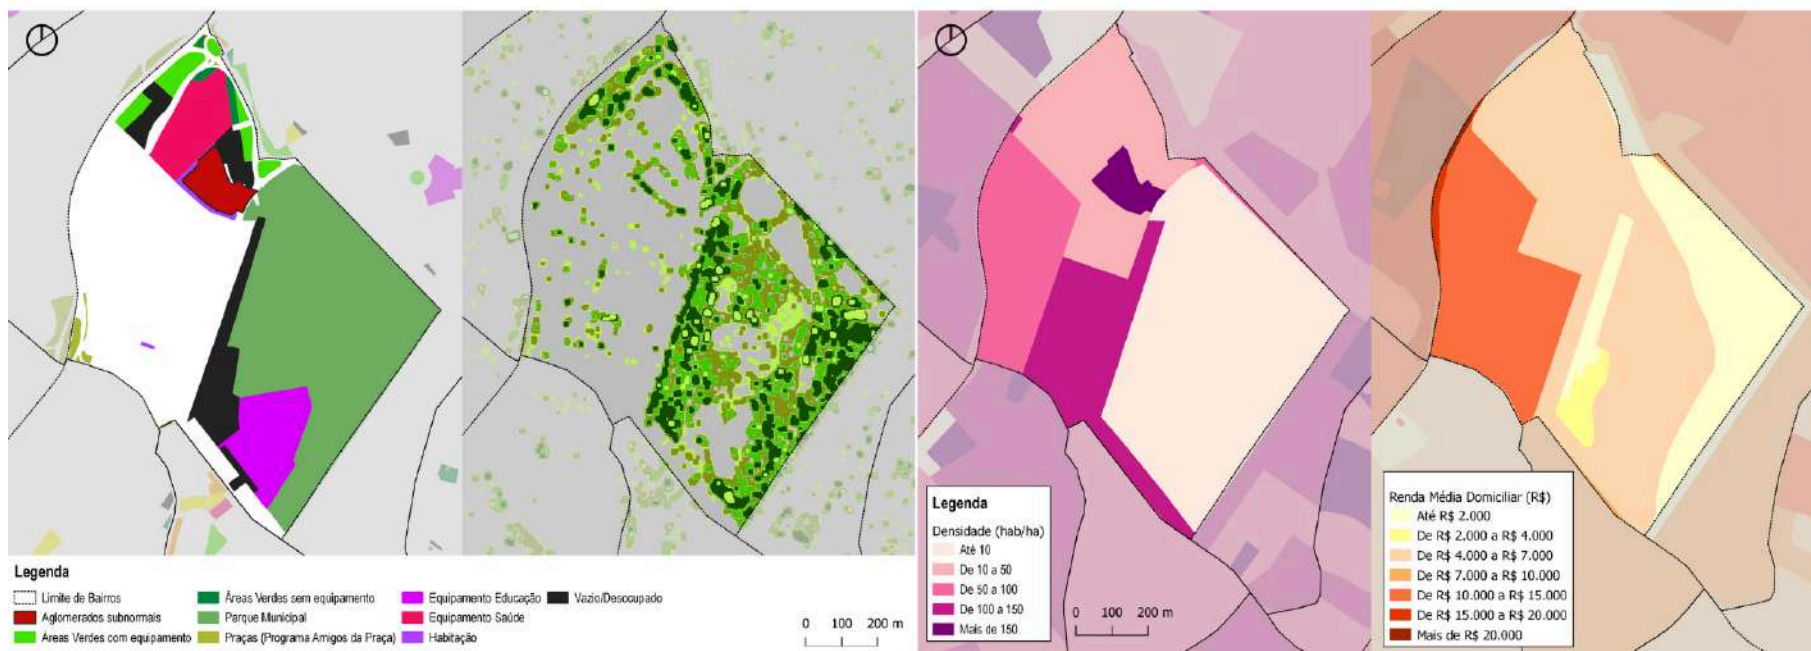 Legenda
Limite de Bairros
Aglomerados subnormais
Áreas Verdes com equipamento
Áreas Verdes sem equipamento
Parque Municipal
Praças (Programa Amigos da Praça)
Equipamento Educação
Equipamento Saúde
Habitação
Vazio/Desocupado
0 100 200 m
Legenda
Densidade (hab/ha)
Até 10
De 10 a 50
De 50 a 100
De 100 a 150
Mais de 150
0 100 200 m
Renda Média Domiciliar (R$)
Até R$ 2.000
De R$ 2.000 a R$ 4.000
De R$ 4.000 a R$ 7.000
De R$ 7.000 a R$ 10.000
De R$ 10.000 a R$ 15.000
De R$ 15.000 a R$ 20.000
Mais de R$ 20.000